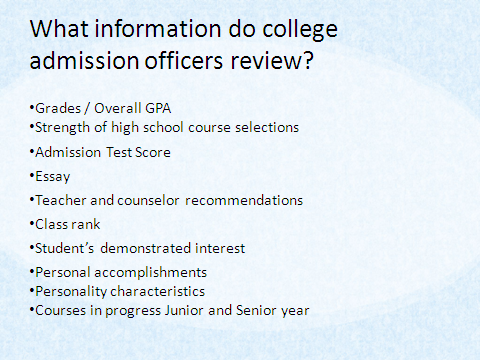 What information do college
admission officers review?
•Grades / Overall GPA
•Strength of high school course selections
•Admission Test Score
•Essay
•Teacher and counselor recommendations
•Class rank
•Student’s demonstrated interest
•Personal accomplishments
•Personality characteristics
•Courses in progress Junior and Senior year